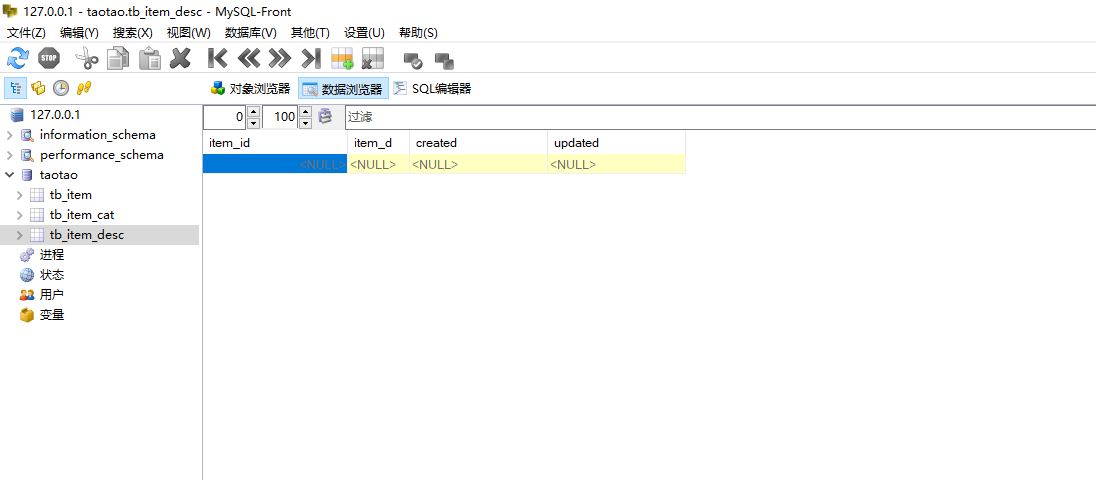 127.0.0.1 - taotao.tb_item_desc - MySQL-Front
文件(Z) 编辑(Y) 搜索(X) 视图(W) 数据库(V) 其他(T) 设置(U) 帮助(S)
STOP
对象浏览器 数据浏览器 SQL编辑器
127.0.0.1
information_schema
performance_schema
taotao
tb_item
tb_item_cat
tb_item_desc
进程
状态
用户
变量
0 100 过滤
item_id item_d created updated
<NULL> <NULL> <NULL> <NULL>